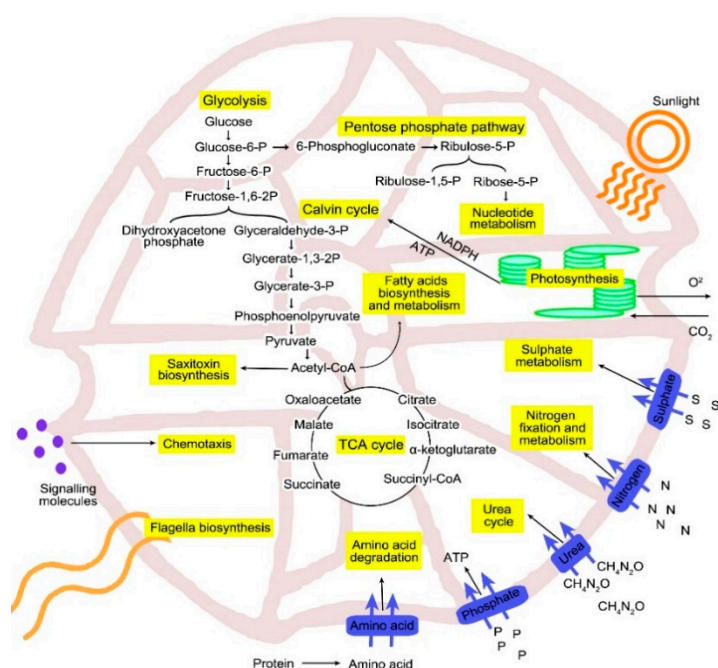 Glycolysis
Glucose
Glucose-6-P
6-Phosphogluconate
Ribulose-5-P
Pentose phosphate pathway
Sunlight
Fructose-6-P
Fructose-1,6-2P
Ribulose-1,5-P
Ribose-5-P
Nucleotide
metabolism
Calvin cycle
Dihydroxyacetone
phosphate
Glyceraldehyde-3-P
NADPH
ATP
Glycerate-1,3-2P
Glycerate-3-P
Fatty acids
biosynthesis
and metabolism
Photosynthesis
O²
CO₂
Phosphoenolpyruvate
Pyruvate
Saxitoxin
biosynthesis
Acetyl-CoA
Sulphate
metabolism
Sulphate
S
S
S
S
Oxaloacetate
Citrate
Malate
Isocitrate
TCA cycle
Fumarate
α-ketoglutarate
Succinate
Succinyl-CoA
Chemotaxis
Signalling
molecules
Nitrogen
fixation and
metabolism
Nitrogen
N
N
N
N
N
Flagella biosynthesis
Urea
cycle
Urea
CH₄N₂O
CH₄N₂O
CH₄N₂O
Amino acid
degradation
ATP
Phosphate
P
P
P
P
Amino acid
Protein
Amino acid